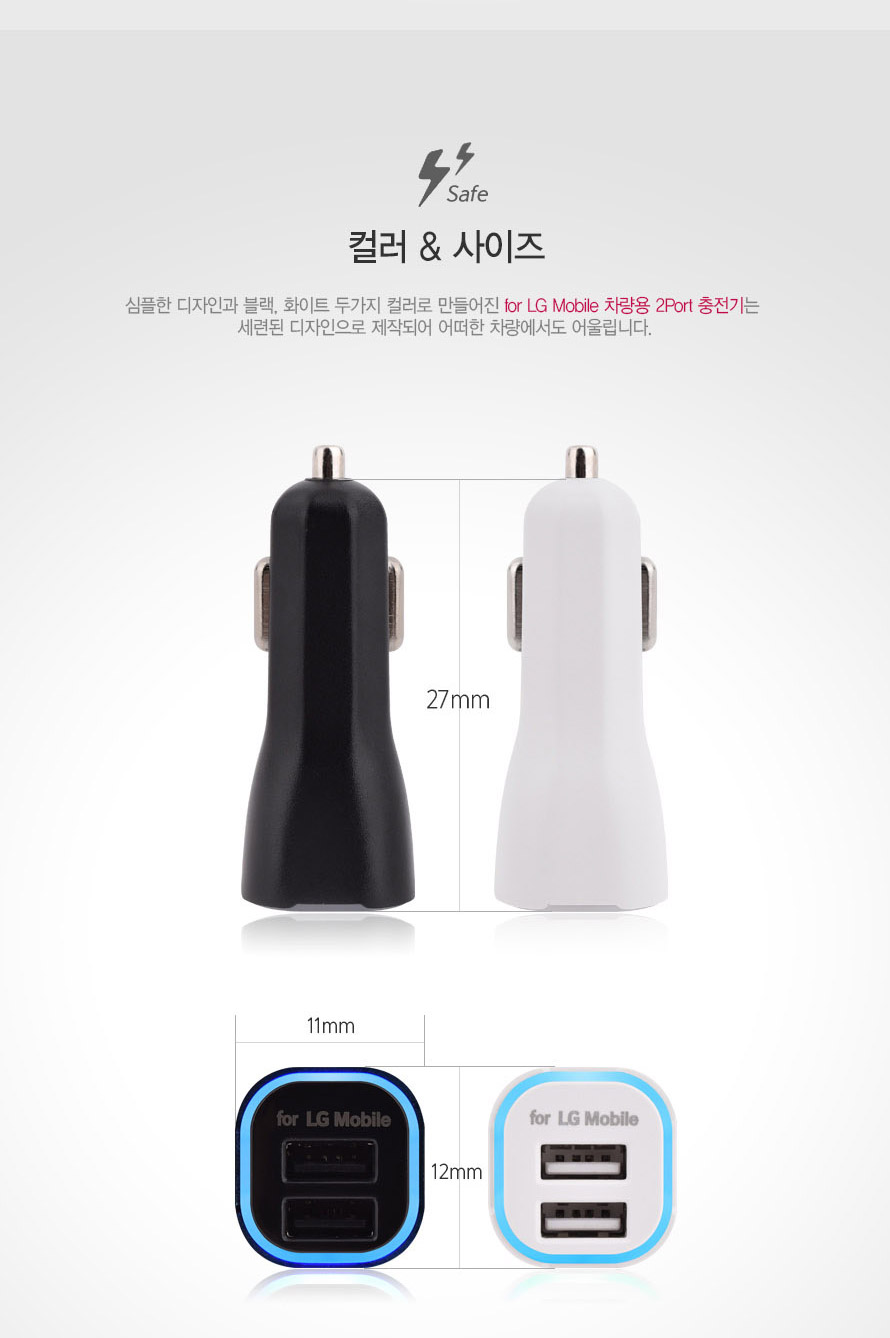 Safe
컬러 & 사이즈
심플한 디자인과 블랙, 화이트 두가지 컬러로 만들어진 for LG Mobile 차량용 2Port 충전기는
세련된 디자인으로 제작되어 어떠한 차량에서도 어울립니다.
27mm
11mm
for LG Mobile
12mm
for LG Mobile